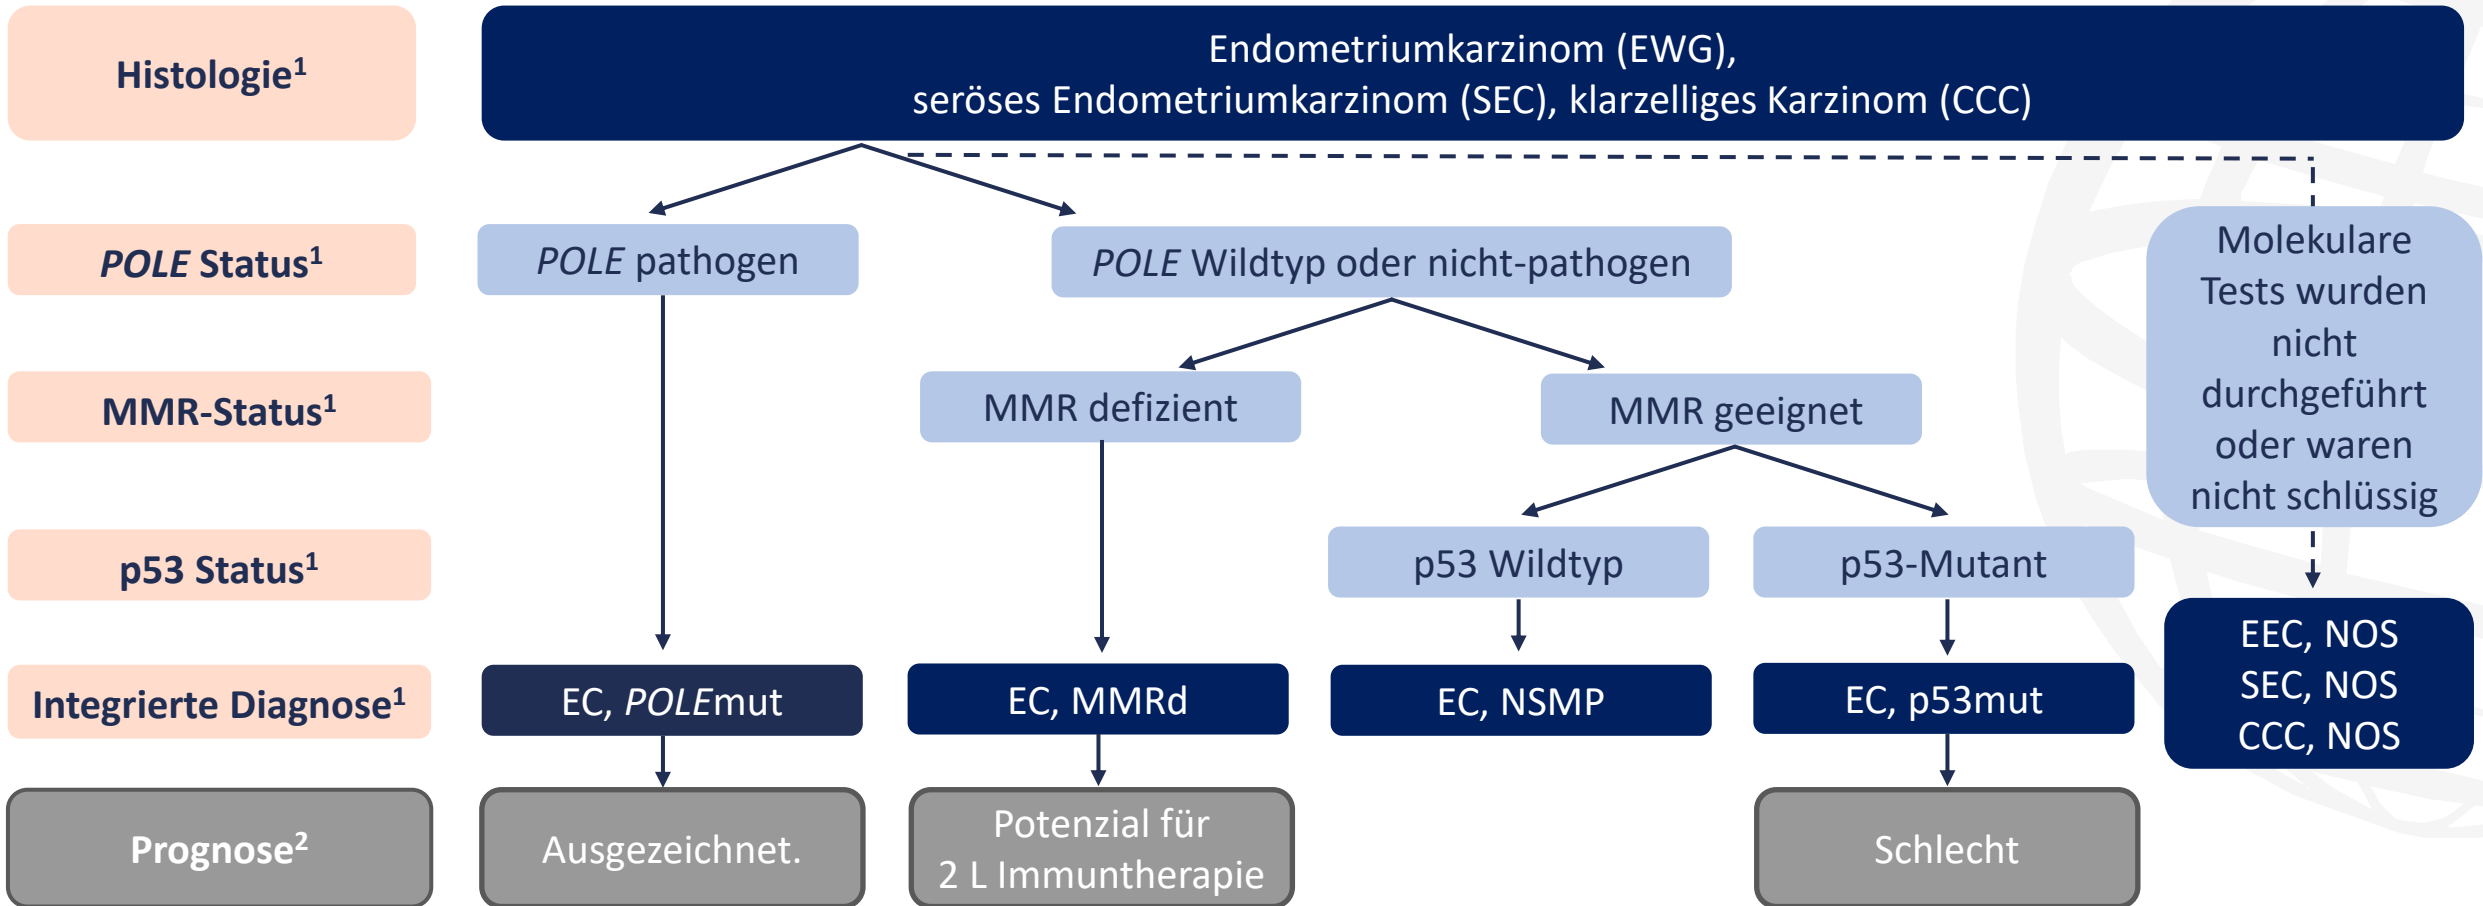 Histologie¹
Endometriumkarzinom (EWG),
seröses Endometriumkarzinom (SEC), klarzelliges Karzinom (CCC)
POLE Status¹
POLE pathogen
POLE Wildtyp oder nicht-pathogen
Molekulare
Tests wurden
nicht
durchgeführt
oder waren
nicht schlüssig
MMR-Status¹
MMR defizient
MMR geeignet
p53 Status¹
p53 Wildtyp
p53-Mutant
Integrierte Diagnose¹
EC, POLEmut
EC, MMRd
EC, NSMP
EC, p53mut
EEC, NOS
SEC, NOS
CCC, NOS
Prognose²
Ausgezeichnet.
Potenzial für
2 L Immuntherapie
Schlecht